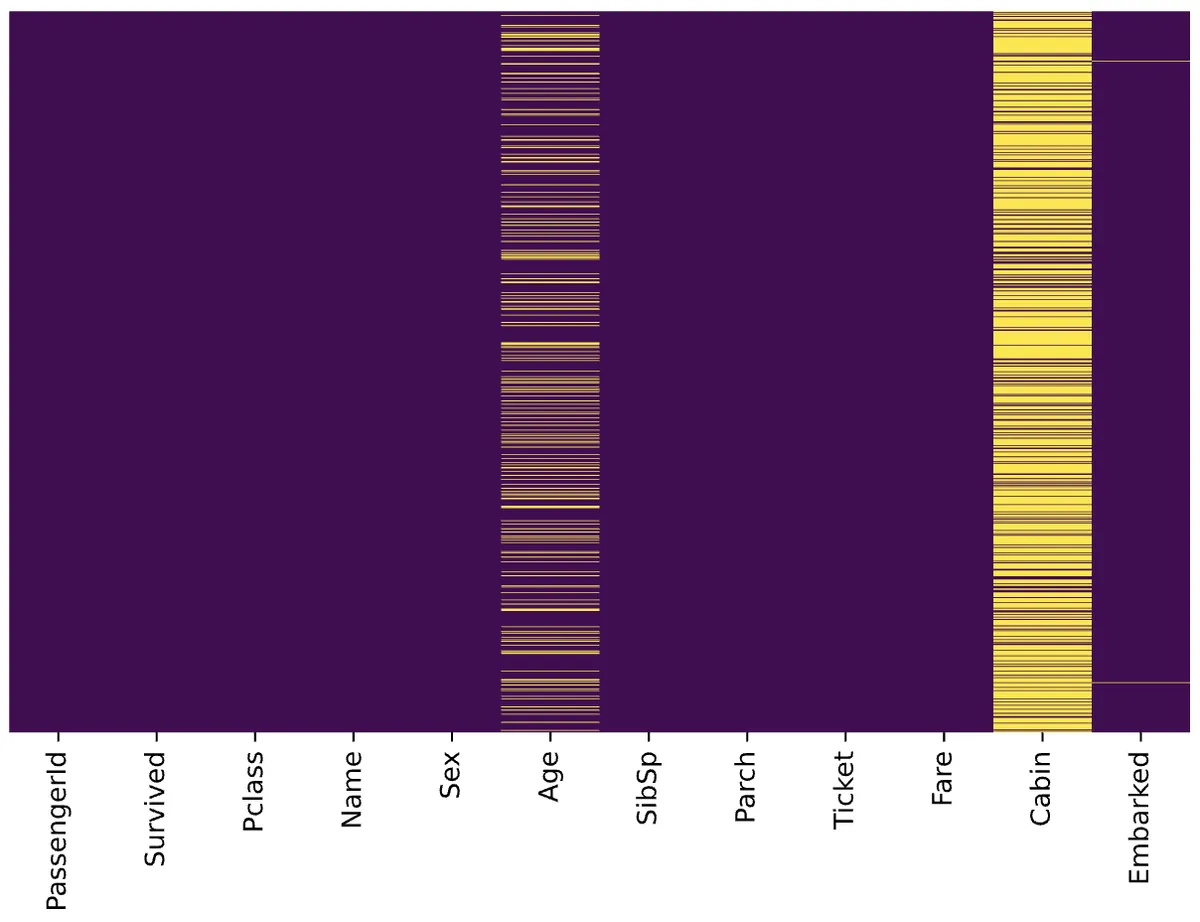 PassengerId
Survived
Pclass
Name
Sex
Age
SibSp
Parch
Ticket
Fare
Cabin
Embarked